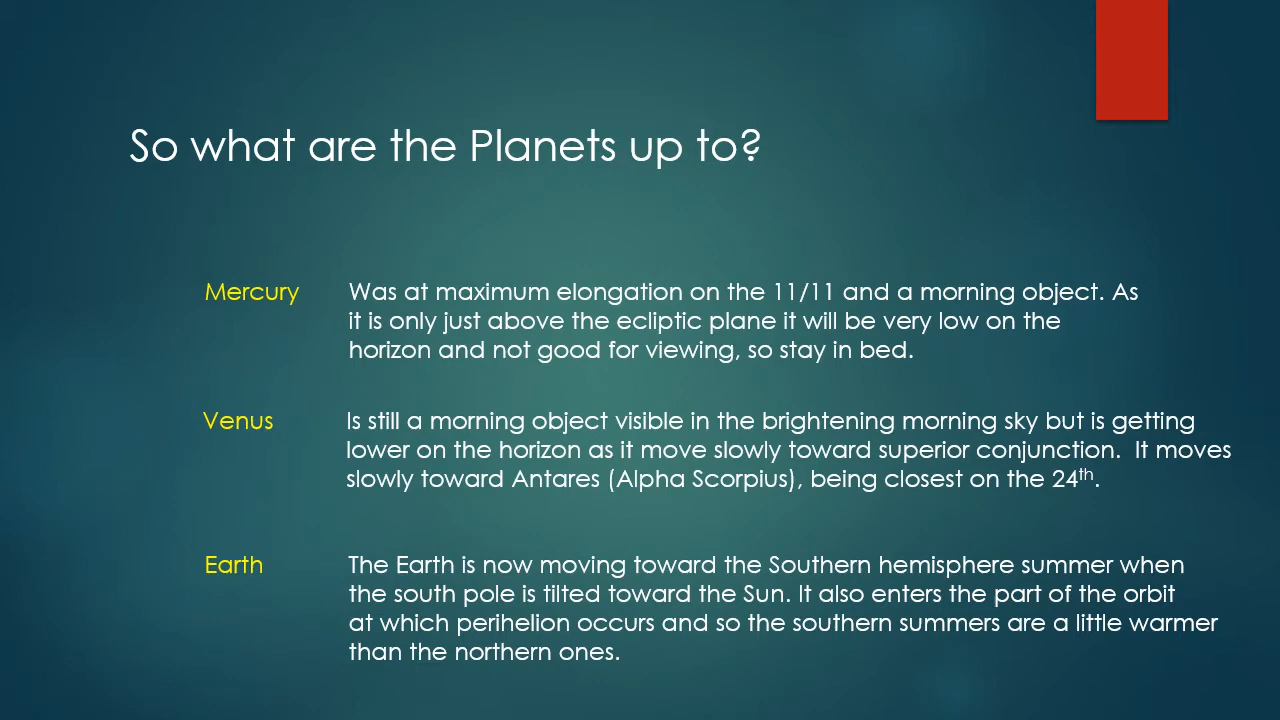 So what are the Planets up to?
Mercury Was at maximum elongation on the 11/11 and a morning object. As
it is only just above the ecliptic plane it will be very low on the
horizon and not good for viewing, so stay in bed.
Venus Is still a morning object visible in the brightening morning sky but is getting
lower on the horizon as it move slowly toward superior conjunction.  It moves
slowly toward Antares (Alpha Scorpius), being closest on the 24th.
Earth The Earth is now moving toward the Southern hemisphere summer when
the south pole is tilted toward the Sun. It also enters the part of the orbit
at which perihelion occurs and so the southern summers are a little warmer
than the northern ones.